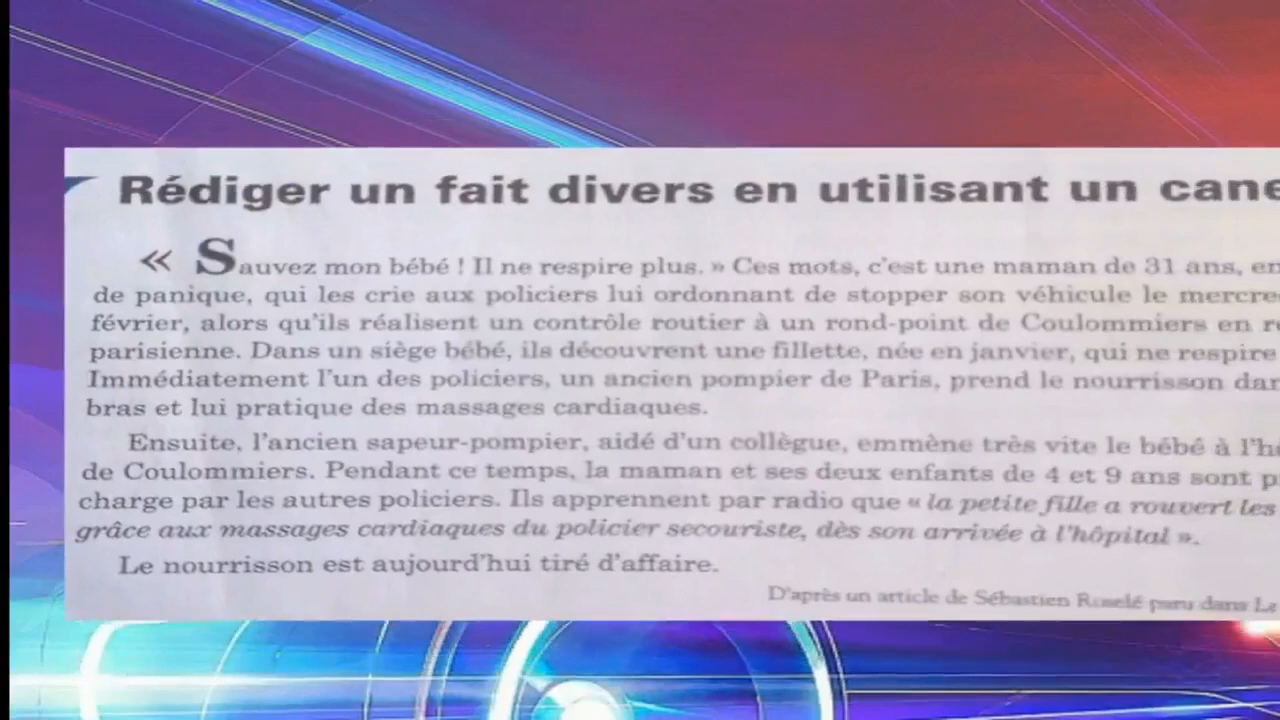 Rédiger un fait divers en utilisant un cane
« Sauvez mon bébé ! Il ne respire plus. » Ces mots, c'est une maman de 31 ans, en
de panique, qui les crie aux policiers lui ordonnant de stopper son véhicule le mercre
février, alors qu'ils réalisent un contrôle routier à un rond-point de Coulommiers en r
parisienne. Dans un siège bébé, ils découvrent une fillette, née en janvier, qui ne respire
Immédiatement l'un des policiers, un ancien pompier de Paris, prend le nourrisson dan
bras et lui pratique des massages cardiaques.
Ensuite, l'ancien sapeur-pompier, aidé d'un collègue, emmène très vite le bébé à l'h
de Coulommiers. Pendant ce temps, la maman et ses deux enfants de 4 et 9 ans sont p
charge par les autres policiers. Ils apprennent par radio que « la petite fille a rouvert les
grâce aux massages cardiaques du policier secouriste, dès son arrivée à l'hôpital ».
Le nourrisson est aujourd'hui tiré d'affaire.
D'après un article de Sébastien Roselé paru dans Le